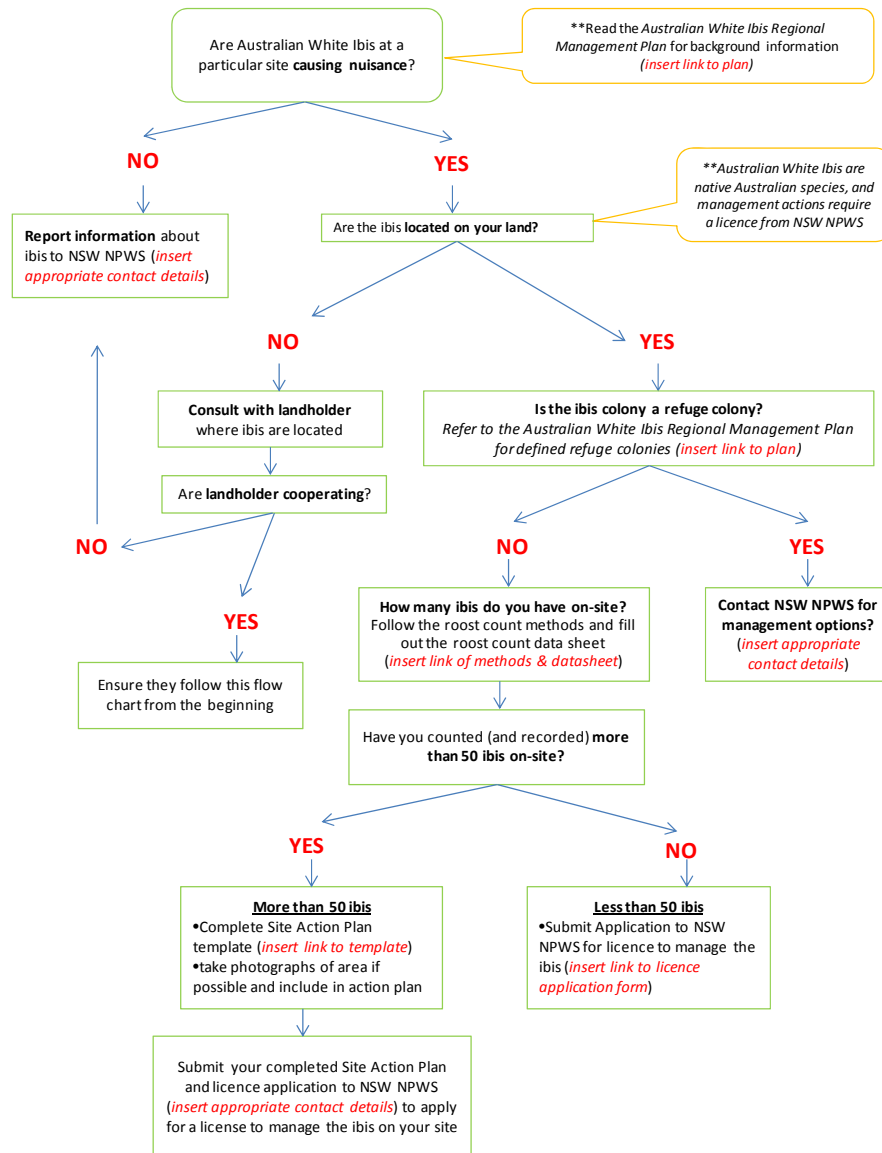 Are Australian White Ibis at a
particular site causing nuisance?
**Read the Australian White Ibis Regional
Management Plan for background information
(insert link to plan)
NO
YES
**Australian White Ibis are
native Australian species, and
management actions require
a licence from NSW NPWS
Report information about
ibis to NSW NPWS (insert
appropriate contact details)
Are the ibis located on your land?
NO
YES
Consult with landholder
where ibis are located
Is the ibis colony a refuge colony?
Refer to the Australian White Ibis Regional Management Plan
for defined refuge colonies (insert link to plan)
Are landholder cooperating?
NO
YES
Ensure they follow this flow
chart from the beginning
NO
YES
How many ibis do you have on-site?
Follow the roost count methods and fill
out the roost count data sheet
(insert link of methods & datasheet)
Contact NSW NPWS for
management options?
(insert appropriate
contact details)
Have you counted (and recorded) more
than 50 ibis on-site?
YES
NO
More than 50 ibis
•Complete Site Action Plan
template (insert link to template)
•take photographs of area if
possible and include in action plan
Less than 50 ibis
•Submit Application to NSW
NPWS for licence to manage the
ibis (insert link to licence
application form)
Submit your completed Site Action Plan
and licence application to NSW NPWS
(insert appropriate contact details) to apply
for a license to manage the ibis on your site